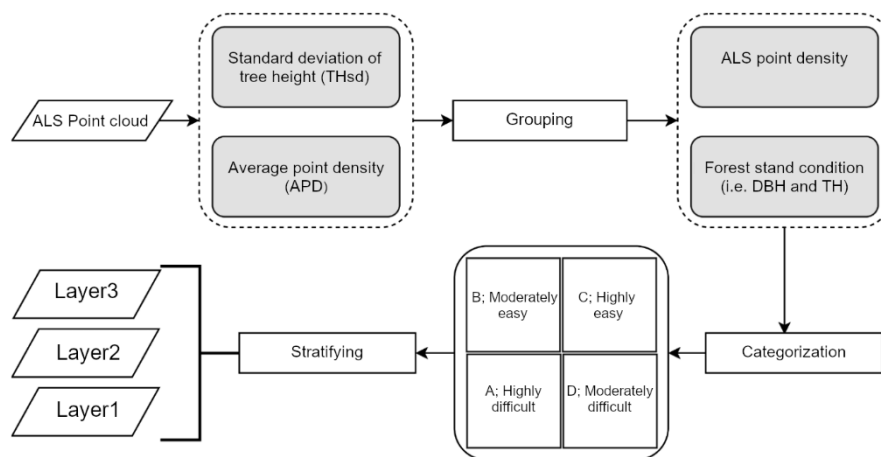 ALS Point cloud
Standard deviation of
tree height (THsd)
Average point density
(APD)
Grouping
ALS point density
Forest stand condition
(i.e. DBH and TH)
Categorization
B; Moderately
easy
C; Highly
easy
A; Highly
difficult
D; Moderately
difficult
Stratifying
Layer3
Layer2
Layer1